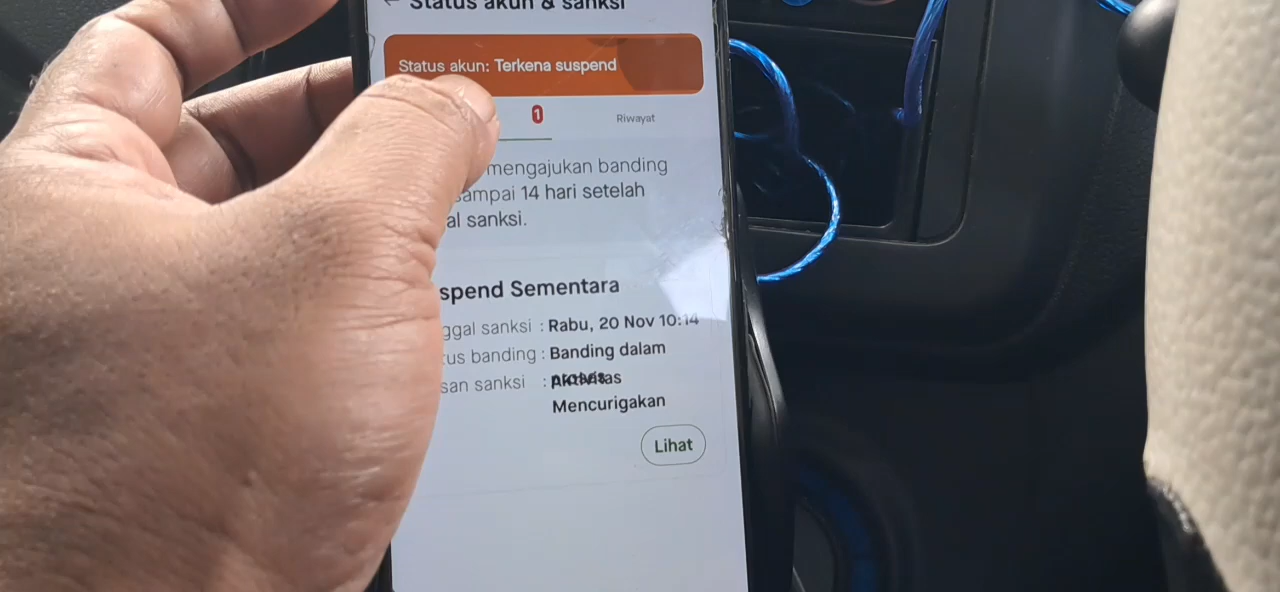 Status akun & sanksi
Status akun: Terkena suspend
1
Riwayat
mengajukan banding
sampai 14 hari setelah
al sanksi.
spend Sementara
ggal sanksi : Rabu, 20 Nov 10:14
tus banding : Banding dalam
proses
san sanksi : Aktivitas
Mencurigakan
Lihat